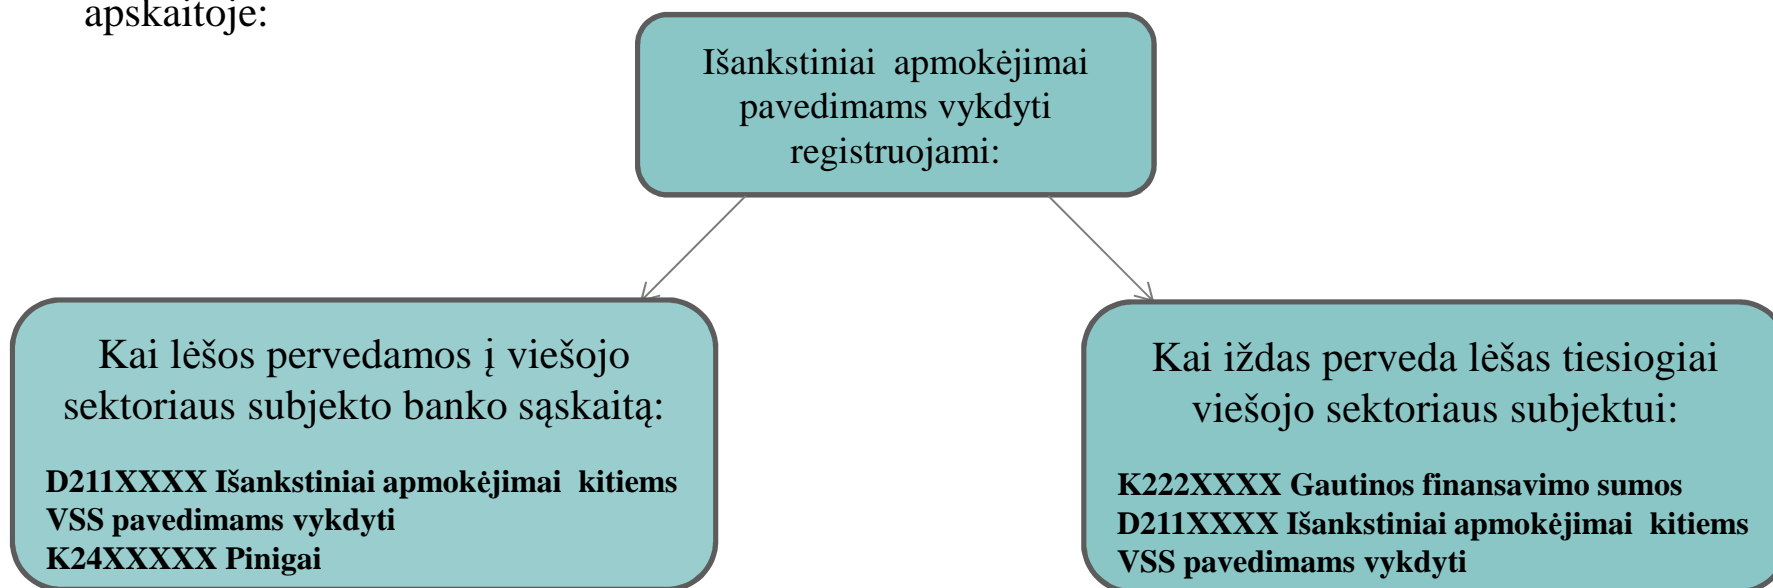 apskaitoje:
Išankstiniai apmokėjimai
pavedimams vykdyti
registruojami:
Kai lėšos pervedamos į viešojo
sektoriaus subjekto banko sąskaitą:
D211XXXX Išankstiniai apmokėjimai kitiems
VSS pavedimams vykdyti
K24XXXXX Pinigai
Kai iždas perveda lėšas tiesiogiai
viešojo sektoriaus subjektui:
K222XXXX Gautinos finansavimo sumos
D211XXXX Išankstiniai apmokėjimai kitiems
VSS pavedimams vykdyti